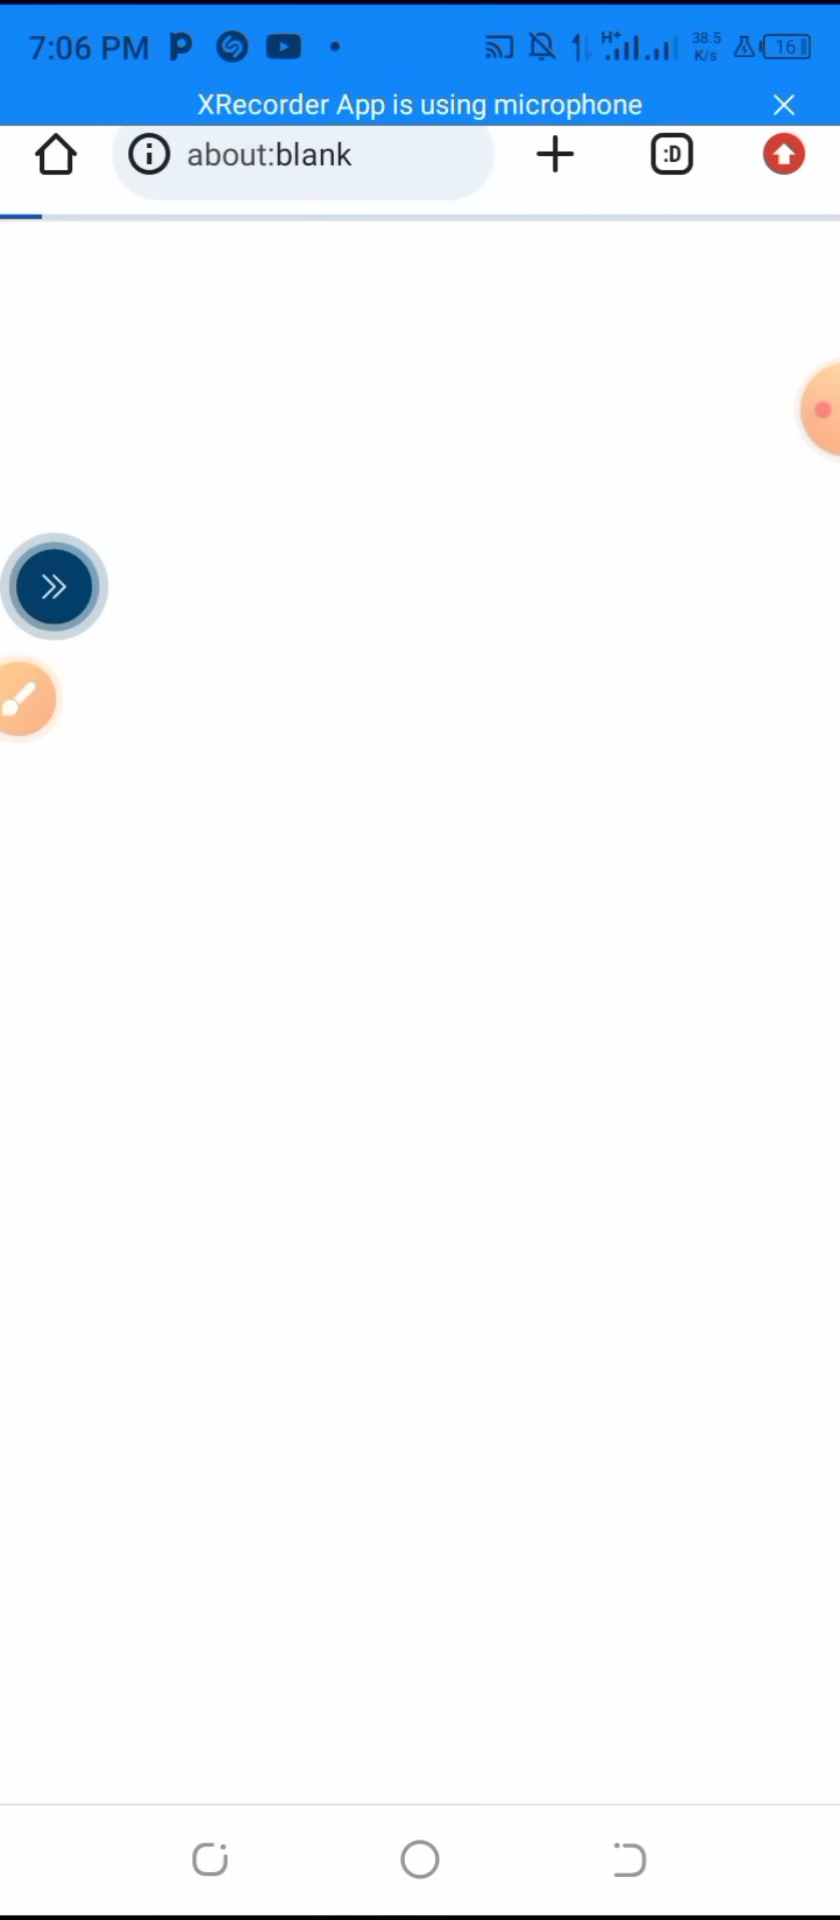 7:06 PM
H+
38.5
K/s
16
XRecorder App is using microphone
about:blank
:D